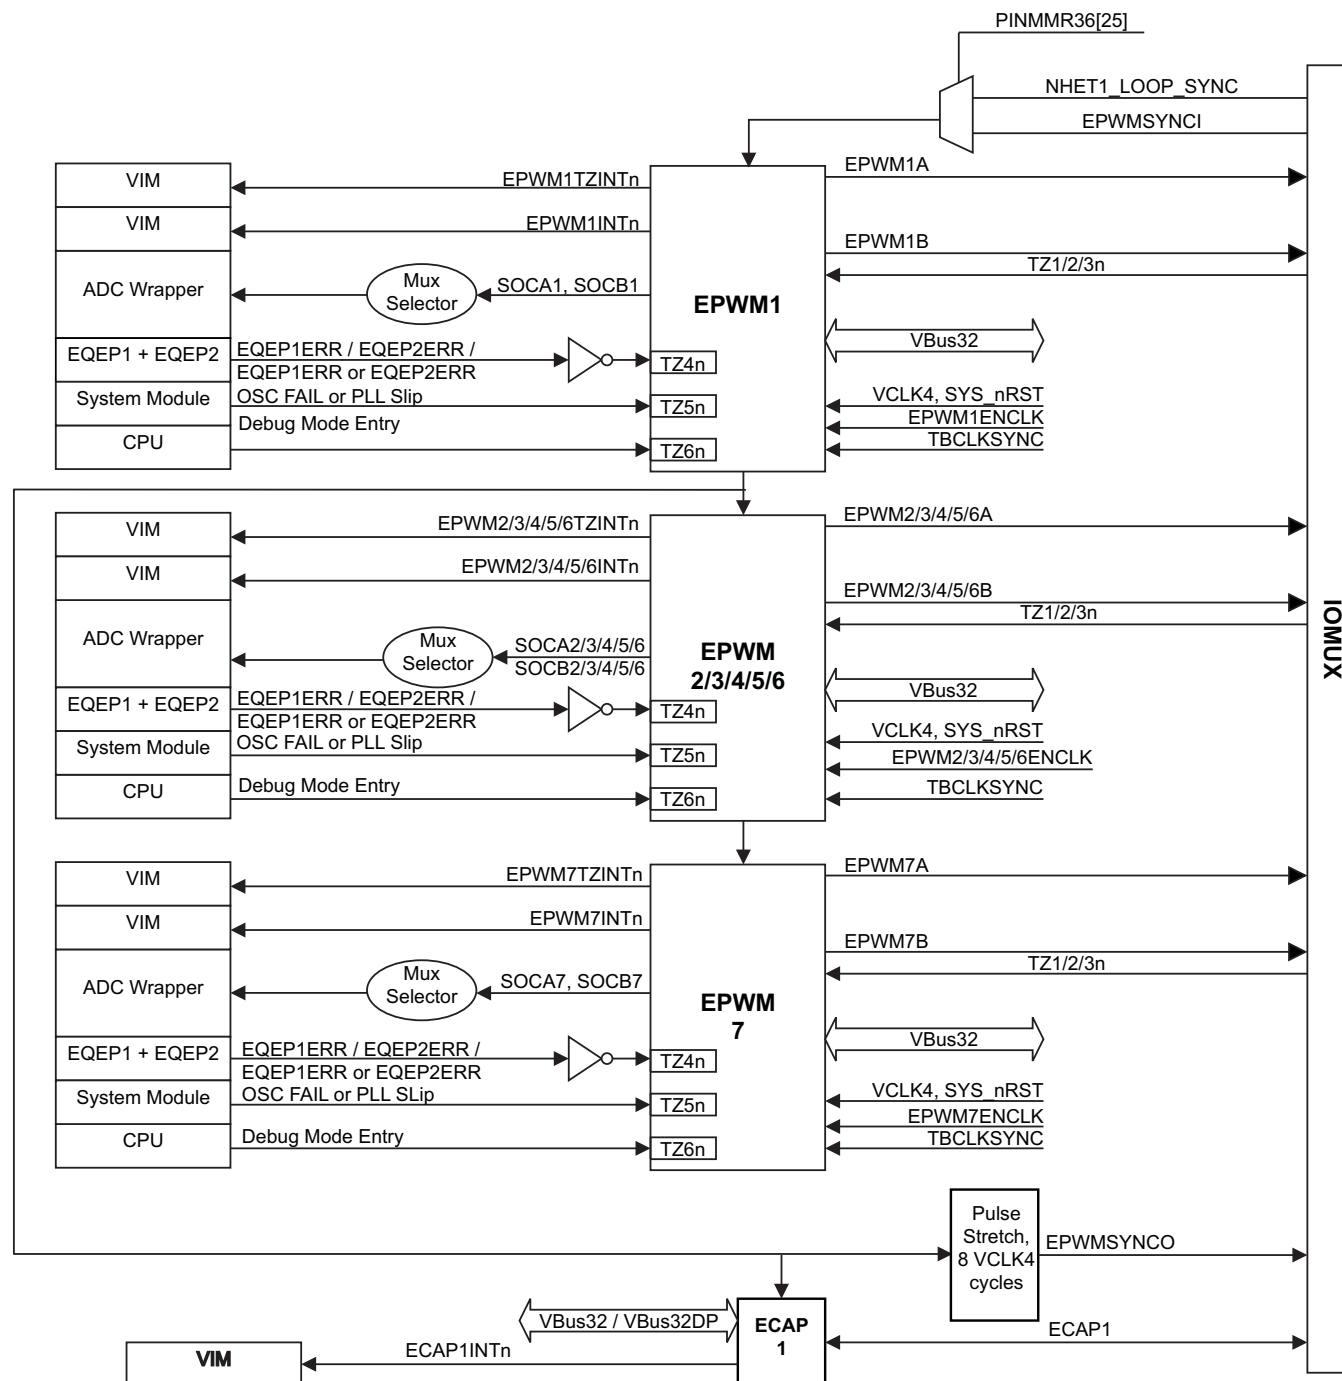 PINMMR36[25]
NHET1_LOOP_SYNC
EPWMSYNCI
VIM
EPWM1TZINTn
EPWM1A
VIM
EPWM1INTn
EPWM1B
TZ1/2/3n
ADC Wrapper
Mux
Selector
SOCA1, SOCB1
EPWM1
VBus32
EQEP1 + EQEP2
EQEP1ERR / EQEP2ERR /
EQEP1ERR or EQEP2ERR
TZ4n
System Module
OSC FAIL or PLL Slip
TZ5n
VCLK4, SYS_nRST
EPWM1ENCLK
CPU
Debug Mode Entry
TZ6n
TBCLKSYNC
VIM
EPWM2/3/4/5/6TZINTn
EPWM2/3/4/5/6A
VIM
EPWM2/3/4/5/6INTn
EPWM2/3/4/5/6B
TZ1/2/3n
IOMUX
ADC Wrapper
Mux
Selector
SOCA2/3/4/5/6
SOCB2/3/4/5/6
EPWM
2/3/4/5/6
VBus32
EQEP1 + EQEP2
EQEP1ERR / EQEP2ERR /
EQEP1ERR or EQEP2ERR
TZ4n
System Module
OSC FAIL or PLL Slip
TZ5n
VCLK4, SYS_nRST
EPWM2/3/4/5/6ENCLK
CPU
Debug Mode Entry
TZ6n
TBCLKSYNC
VIM
EPWM7TZINTn
EPWM7A
VIM
EPWM7INTn
EPWM7B
TZ1/2/3n
ADC Wrapper
Mux
Selector
SOCA7, SOCB7
EPWM
7
VBus32
EQEP1 + EQEP2
EQEP1ERR / EQEP2ERR /
EQEP1ERR or EQEP2ERR
TZ4n
System Module
OSC FAIL or PLL SLip
TZ5n
VCLK4, SYS_nRST
EPWM7ENCLK
CPU
Debug Mode Entry
TZ6n
TBCLKSYNC
Pulse
Stretch,
8 VCLK4
cycles
EPWMSYNCO
VBus32 / VBus32DP
ECAP
1
ECAP1
VIM
ECAP1INTn